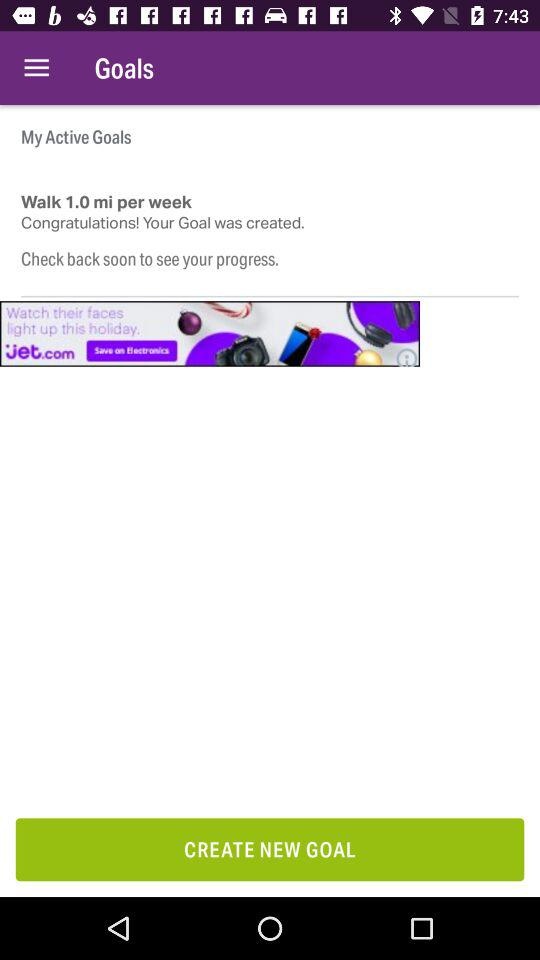 7:43
Goals
My Active Goals
Walk 1.0 mi per week
Congratulations! Your Goal was created.
Check back soon to see your progress.
Watch their faces
light up this holiday.
jet.com
Save on Electronics
CREATE NEW GOAL